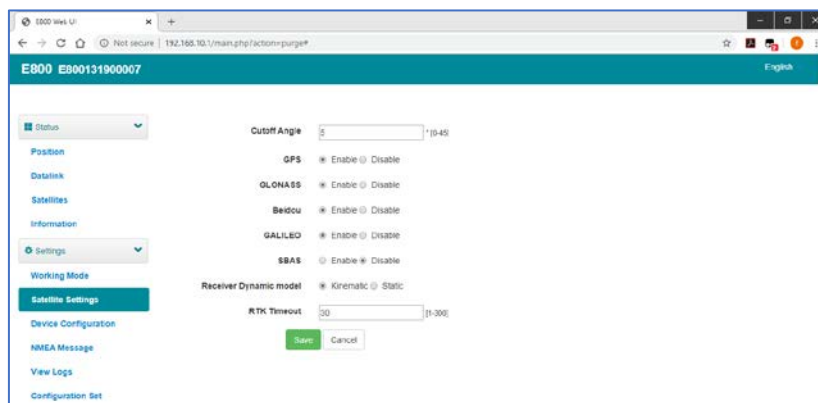 E800 Web UI
Not secure | 192.168.10.1/main.php?action=purge#
E800 E800131900007
English
Status
Position
Datalink
Satellites
Information
Settings
Working Mode
Satellite Settings
Device Configuration
NMEA Message
View Logs
Configuration Set
Cutoff Angle 5 ° [0-45]
GPS Enable Disable
GLONASS Enable Disable
Beidou Enable Disable
GALILEO Enable Disable
SBAS Enable Disable
Receiver Dynamic model Kinematic Static
RTK Timeout 30 [1-300]
Save Cancel